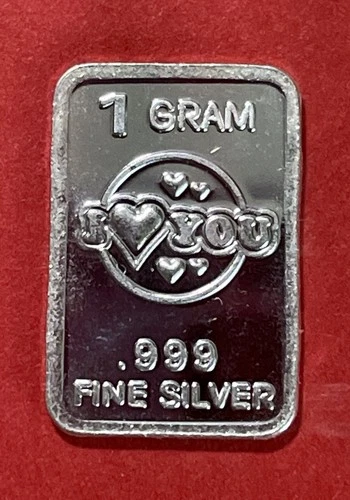 1 GRAM
I ❤ YOU
.999
FINE SILVER